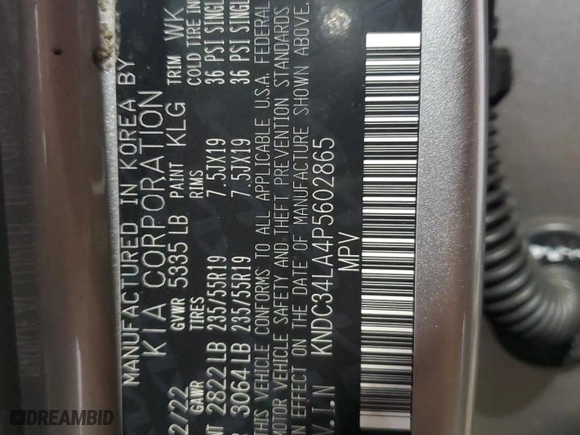 MANUFACTURED IN KOREA BY
KIA CORPORATION
2/22 GVWR 5335 LB PAINT KLG TRIM WK
GAWR TIRES RIMS COLD TIRE IN
NT 2822 LB 235/55R19 7.5JX19 36 PSI SINGL
R 3064 LB 235/55R19 7.5JX19 36 PSI SINGL
THIS VEHICLE CONFORMS TO ALL APPLICABLE U.S.A. FEDERAL
MOTOR VEHICLE SAFETY AND THEFT PREVENTION STANDARDS
IN EFFECT ON THE DATE OF MANUFACTURE SHOWN ABOVE.
V.I.N KNDC34LA4P5602865
MPV
DREAMBID